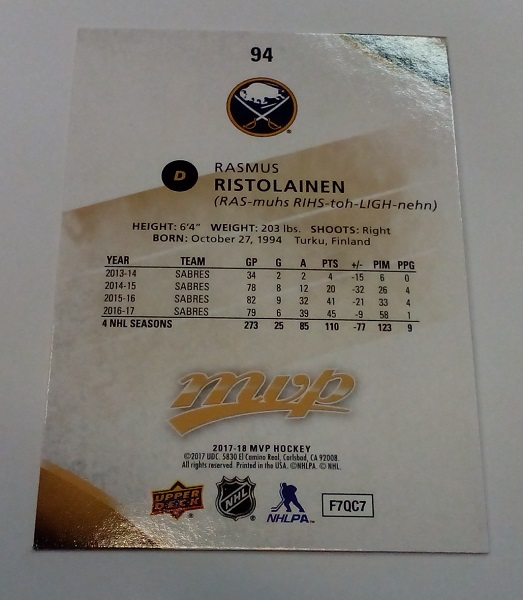 94
D
RASMUS
RISTOLAINEN
(RAS-muhs RIHS-toh-LIGH-nehn)
HEIGHT: 6'4" WEIGHT: 203 lbs. SHOOTS: Right
BORN: October 27, 1994 Turku, Finland
YEAR TEAM GP G A PTS +/- PIM PPG
2013-14 SABRES 34 2 2 4 -15 6 0
2014-15 SABRES 78 8 12 20 -32 26 4
2015-16 SABRES 82 9 32 41 -21 33 4
2016-17 SABRES 79 6 39 45 -9 58 1
4 NHL SEASONS 273 25 85 110 -77 123 9
mvp
2017-18 MVP HOCKEY
©2017 UDC. 5830 El Camino Real, Carlsbad, CA 92008.
All rights reserved. Printed in the USA. ©NHLPA. © NHL.
UPPER DECK NHL NHLPA™ F7QC7